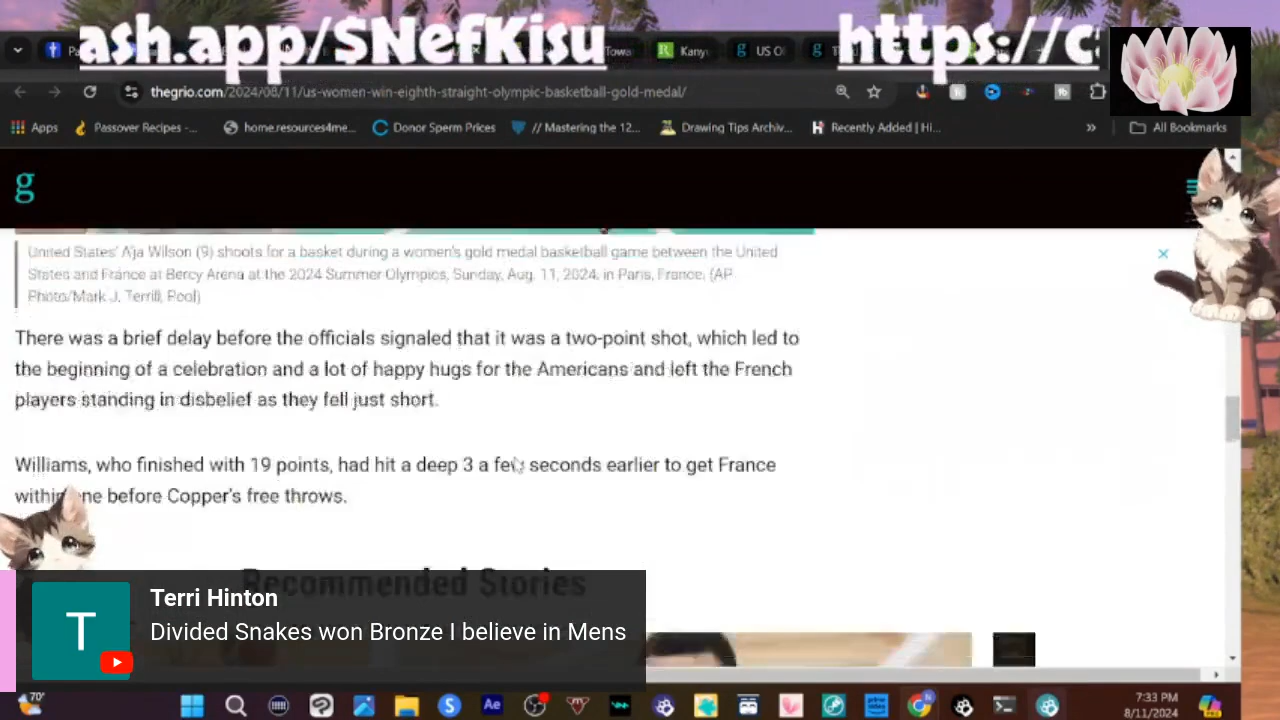 ash.app/$NefKisu
https://c
Kany
US O
thegrio.com/2024/08/11/us-women-win-eighth-straight-olympic-basketball-gold-medal/
Apps
Passover Recipes -...
home.resources4me...
Donor Sperm Prices
// Mastering the 12...
Drawing Tips Archiv...
Recently Added | Hi...
»
All Bookmarks
g
United States' A'ja Wilson (9) shoots for a basket during a women's gold medal basketball game between the United
States and France at Bercy Arena at the 2024 Summer Olympics, Sunday, Aug. 11, 2024, in Paris, France. (AP
Photo/Mark J. Terrill, Pool)
There was a brief delay before the officials signaled that it was a two-point shot, which led to
the beginning of a celebration and a lot of happy hugs for the Americans and left the French
players standing in disbelief as they fell just short.
Williams, who finished with 19 points, had hit a deep 3 a few seconds earlier to get France
within one before Copper's free throws.
Recommended Stories
T
Terri Hinton
Divided Snakes won Bronze I believe in Mens
70°
7:33 PM
8/11/2024